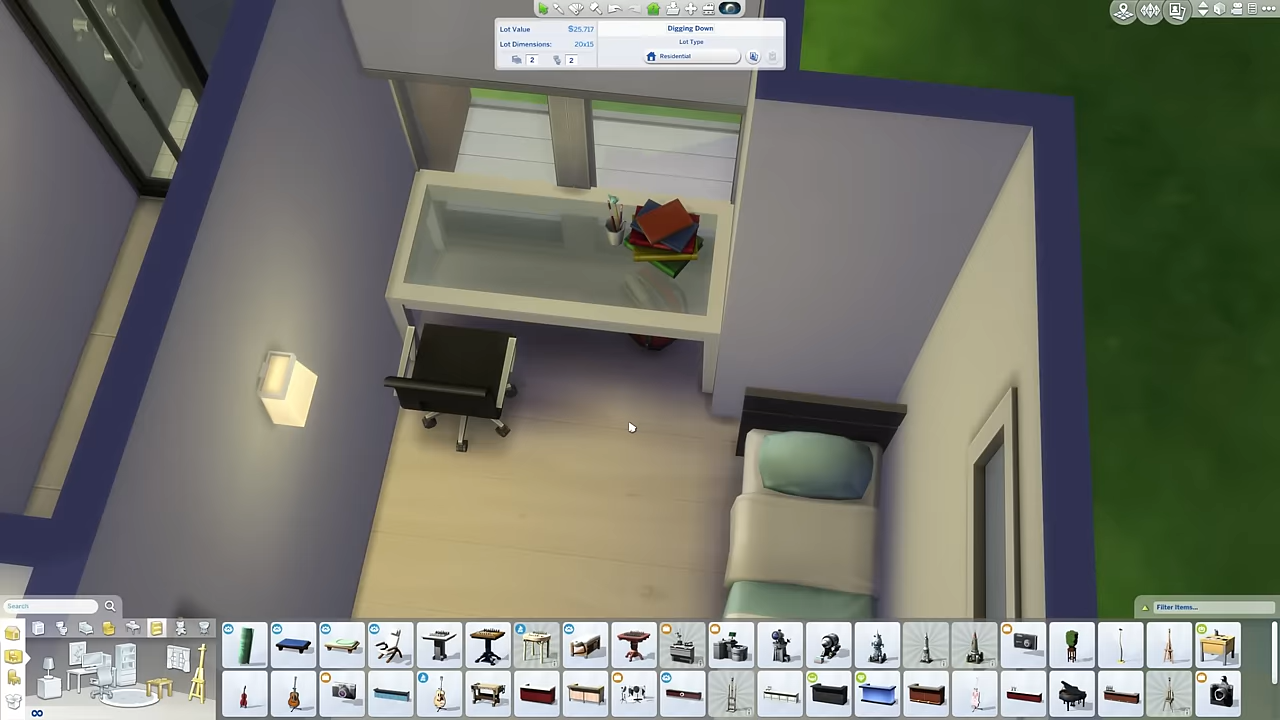 Lot Value
$25,717
Digging Down
Lot Type
Lot Dimensions:
20x15
Residential
2
2
Search
Filter Items...